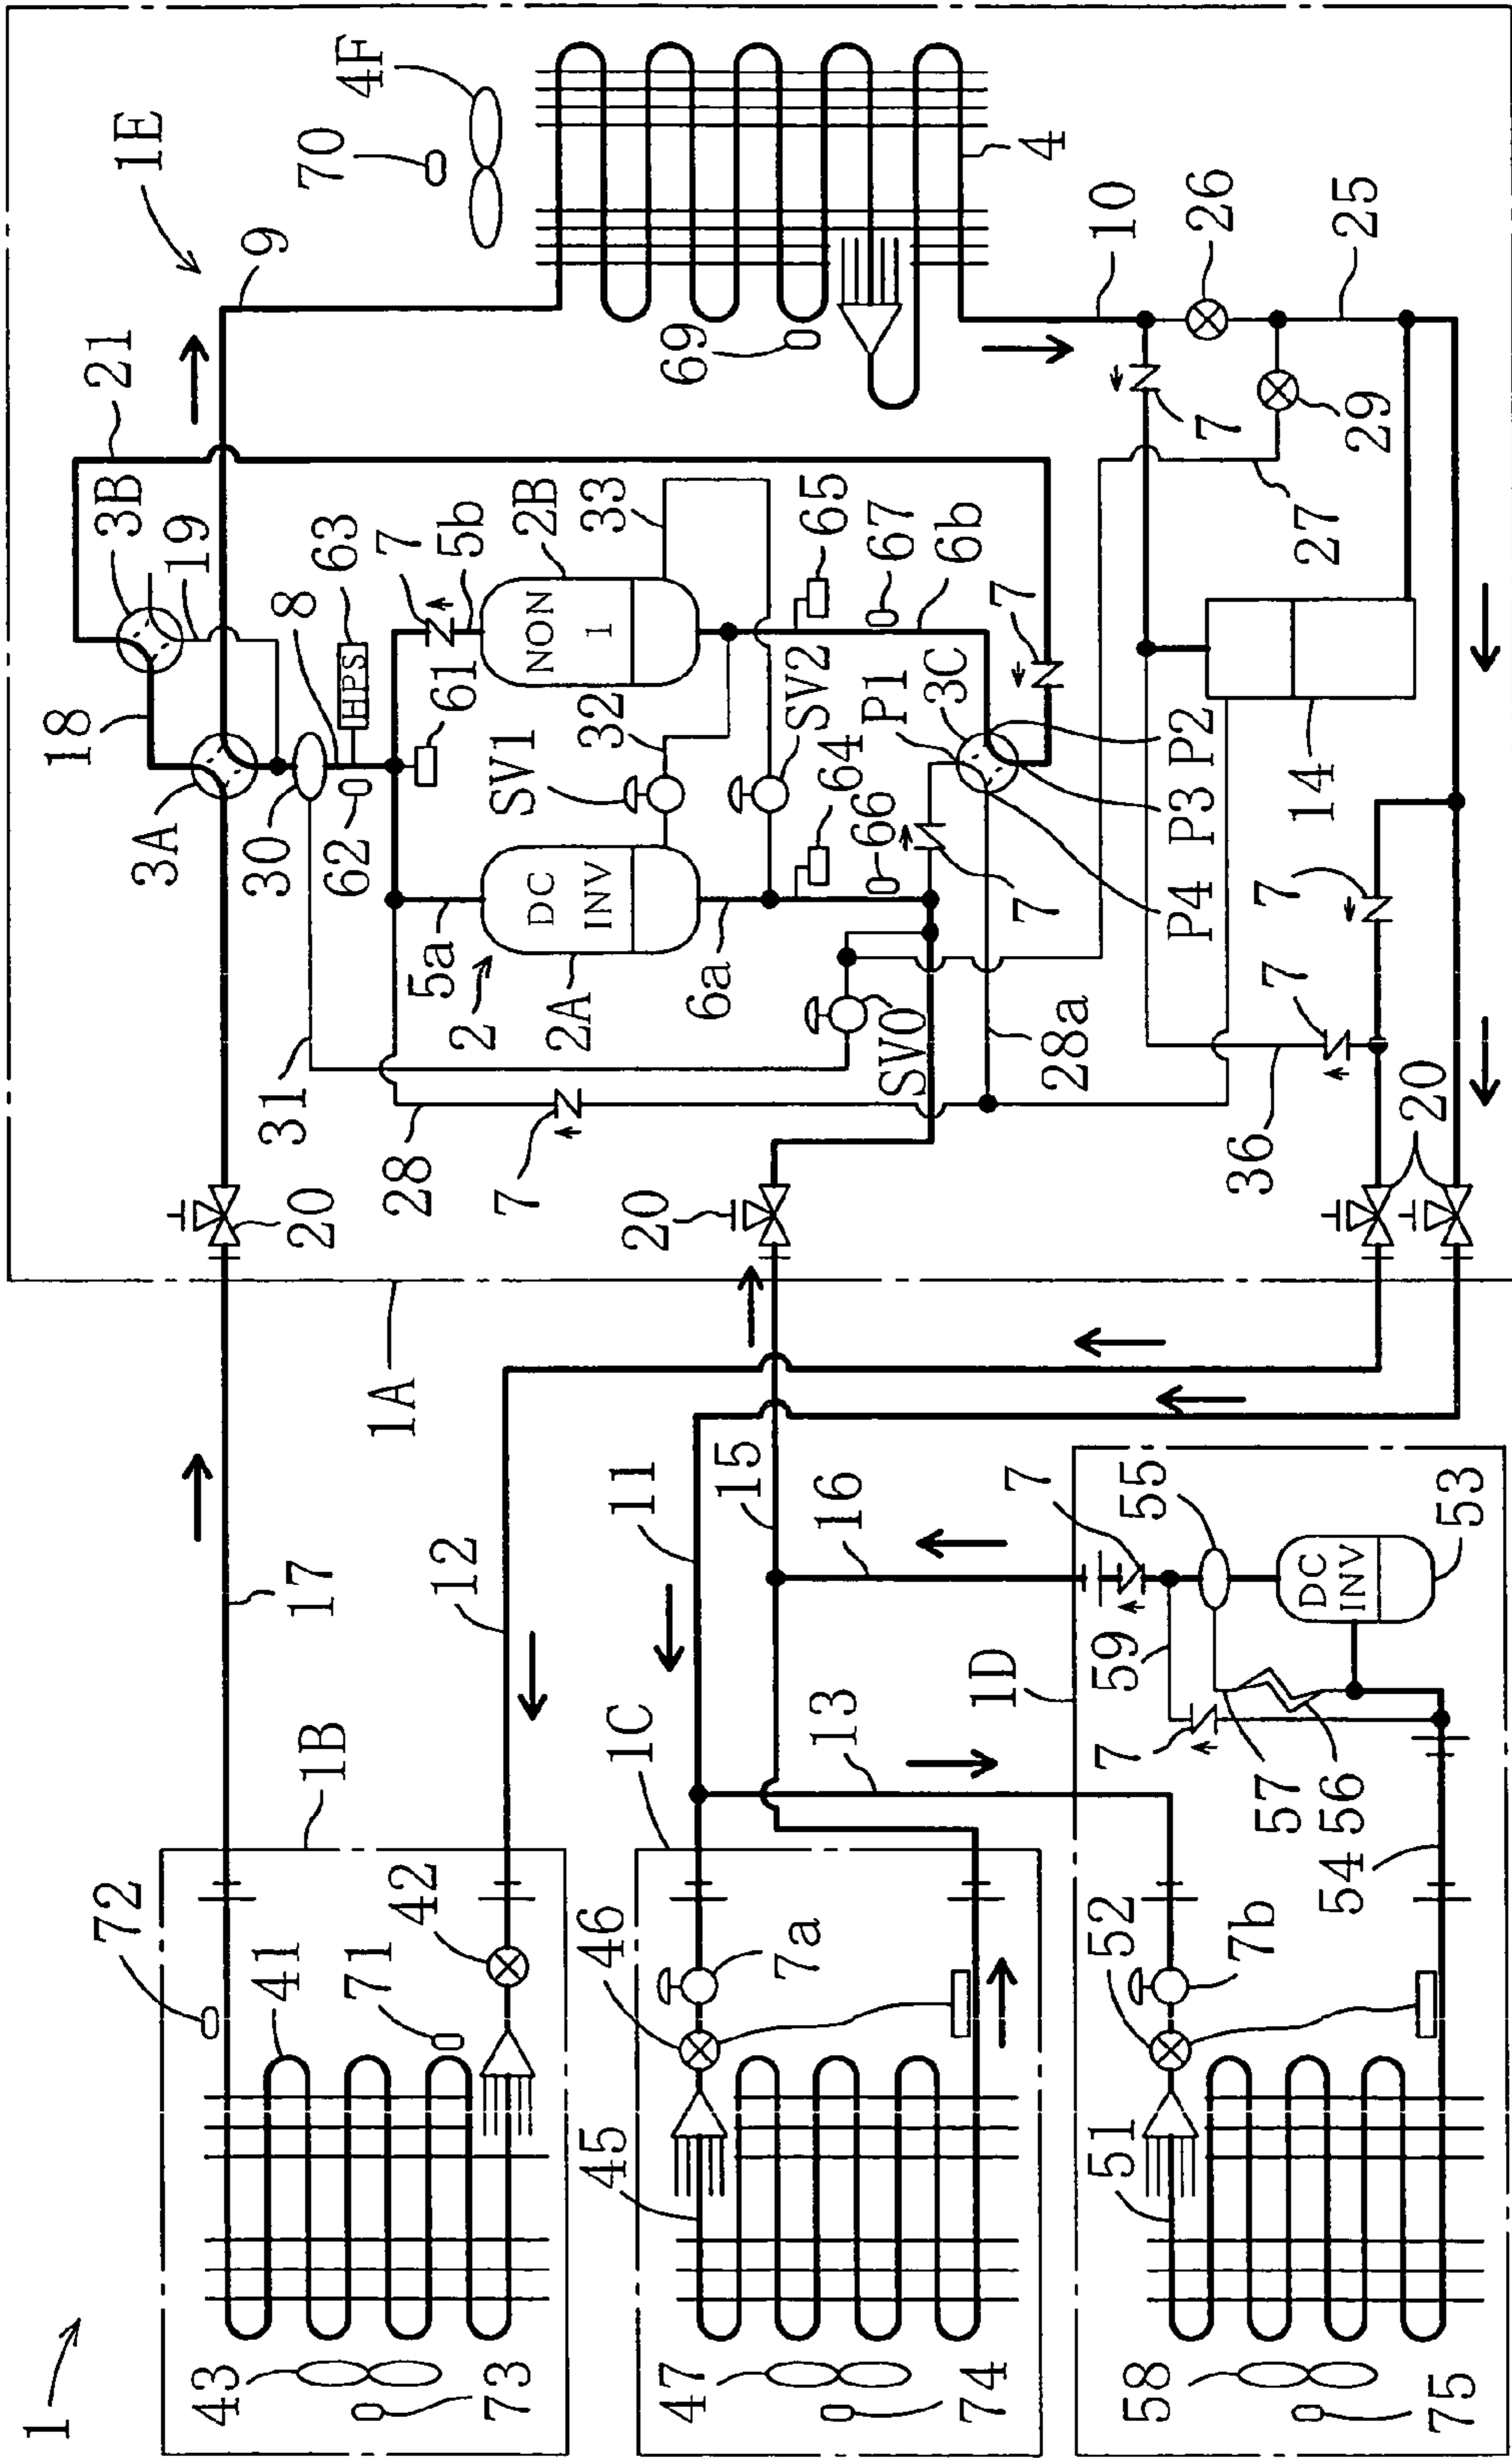 1
72
3A
18
3B
21
1E
19
43
17
20
31
30
9
41
1B
62
HPS
63
8
70
4F
71
1A
28
7
61
5b
73
42
12
5a
2
7
SV1
DC
INV
NON
1
2B
2A
32
33
45
46
1C
11
20
6a
69
47
7a
15
64
SV2
65
13
16
SV0
66
P1
67
74
1D
7
3C
6b
7
4
51
52
7
59
55
28a
7
P4
P3
P2
10
58
7b
57
56
DC
INV
36
7
7
14
7
26
27
29
25
75
54
53
20